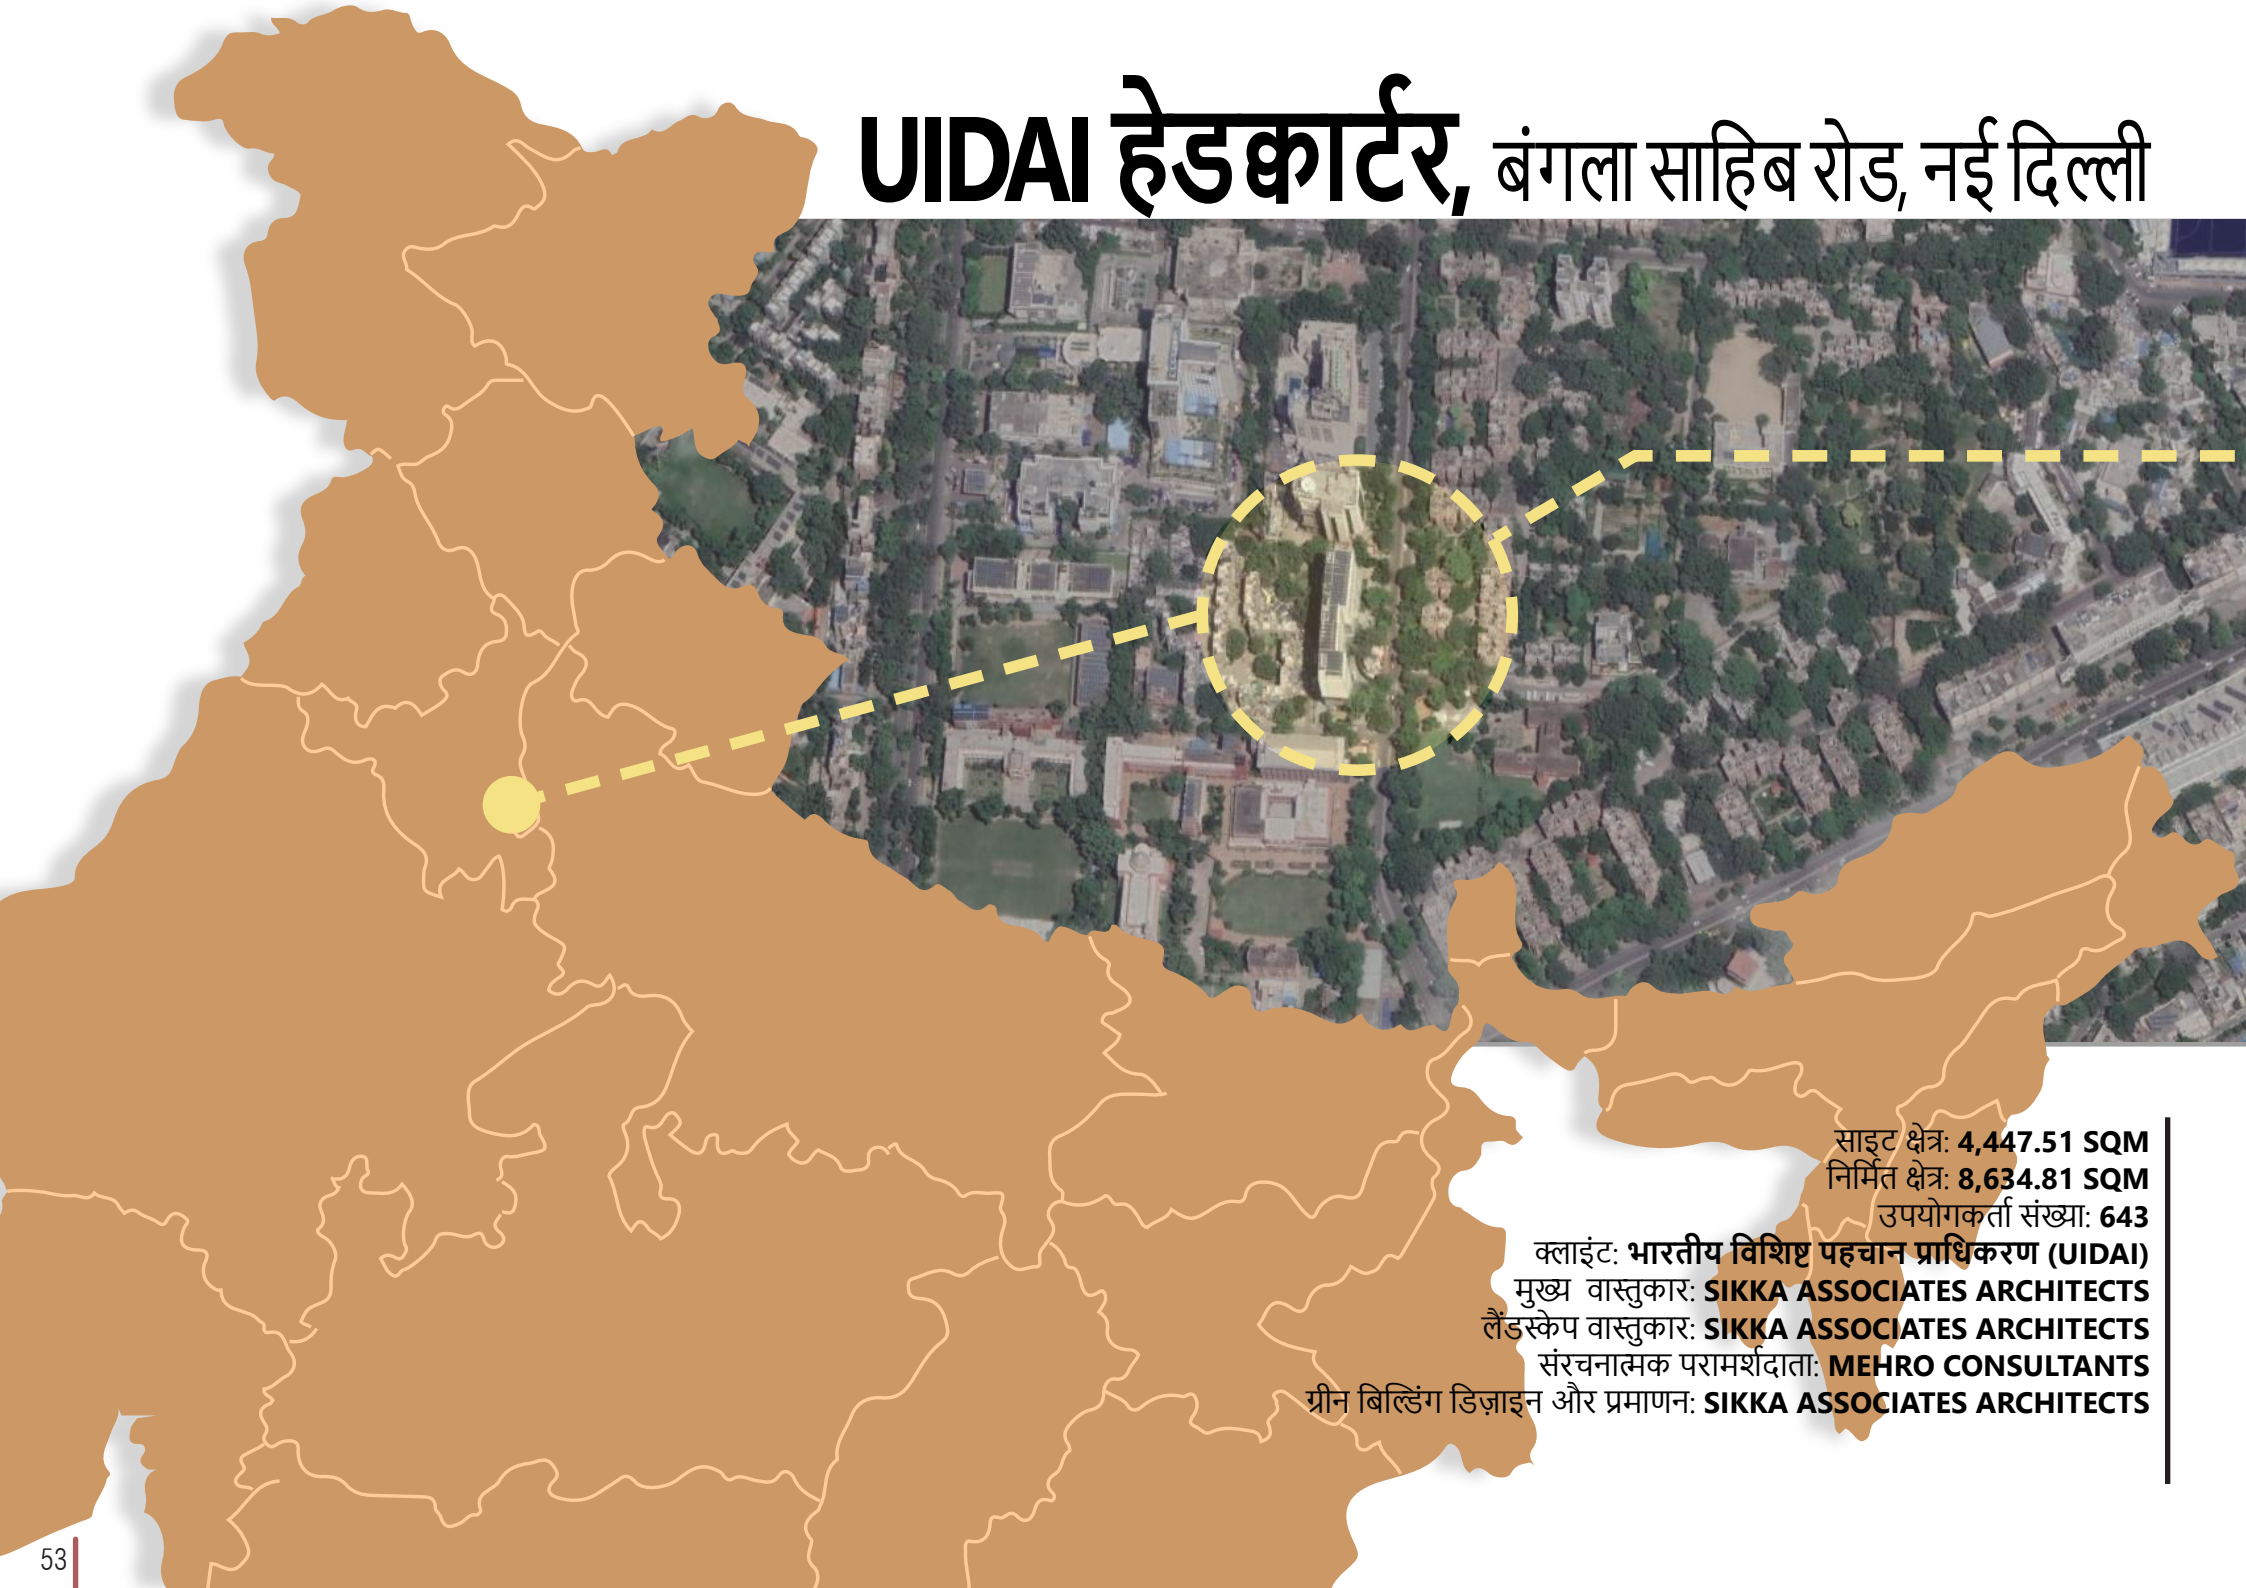 UIDAI हेडक्वार्टर, बंगला साहिब रोड, नई दिल्ली
साइट क्षेत्र: 4,447.51 SQM
निर्मित क्षेत्र: 8,634.81 SQM
उपयोगकर्ता संख्या: 643
क्लाइंट: भारतीय विशिष्ट पहचान प्राधिकरण (UIDAI)
मुख्य वास्तुकार: SIKKA ASSOCIATES ARCHITECTS
लैंडस्केप वास्तुकार: SIKKA ASSOCIATES ARCHITECTS
संरचनात्मक परामर्शदाता: MEHRO CONSULTANTS
ग्रीन बिल्डिंग डिज़ाइन और प्रमाणन: SIKKA ASSOCIATES ARCHITECTS
53